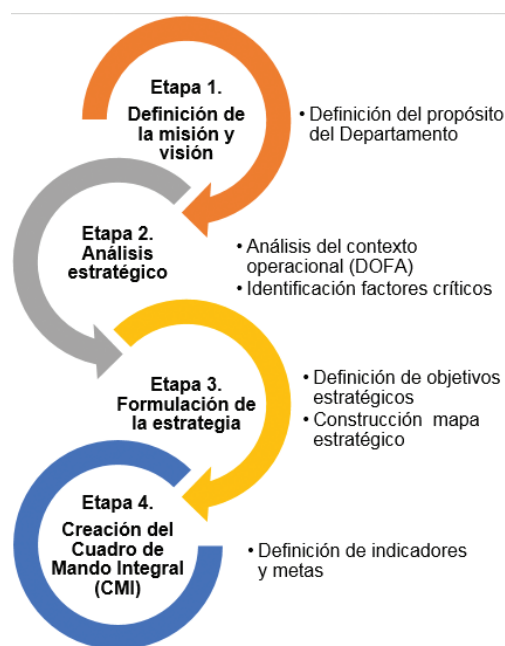 Etapa 1.
Definición de
la misión y
visión
• Definición del propósito
del Departamento
Etapa 2.
Análisis
estratégico
• Análisis del contexto
operacional (DOFA)
• Identificación factores críticos
Etapa 3.
Formulación de
la estrategia
• Definición de objetivos
estratégicos
• Construcción mapa
estratégico
Etapa 4.
Creación del
Cuadro de
Mando Integral
(CMI)
• Definición de indicadores
y metas